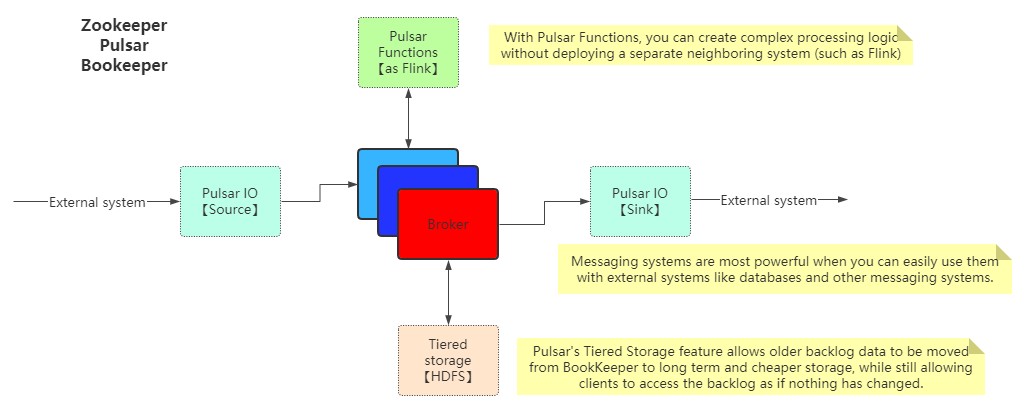 Zookeeper
Pulsar
Bookeeper
Pulsar
Functions
【as Flink】
With Pulsar Functions, you can create complex processing logic
without deploying a separate neighboring system (such as Flink)
External system
Pulsar IO
【Source】
Broker
Pulsar IO
【Sink】
External system
Messaging systems are most powerful when you can easily use them
with external systems like databases and other messaging systems.
Tiered
storage
【HDFS】
Pulsar's Tiered Storage feature allows older backlog data to be moved
from BookKeeper to long term and cheaper storage, while still allowing
clients to access the backlog as if nothing has changed.